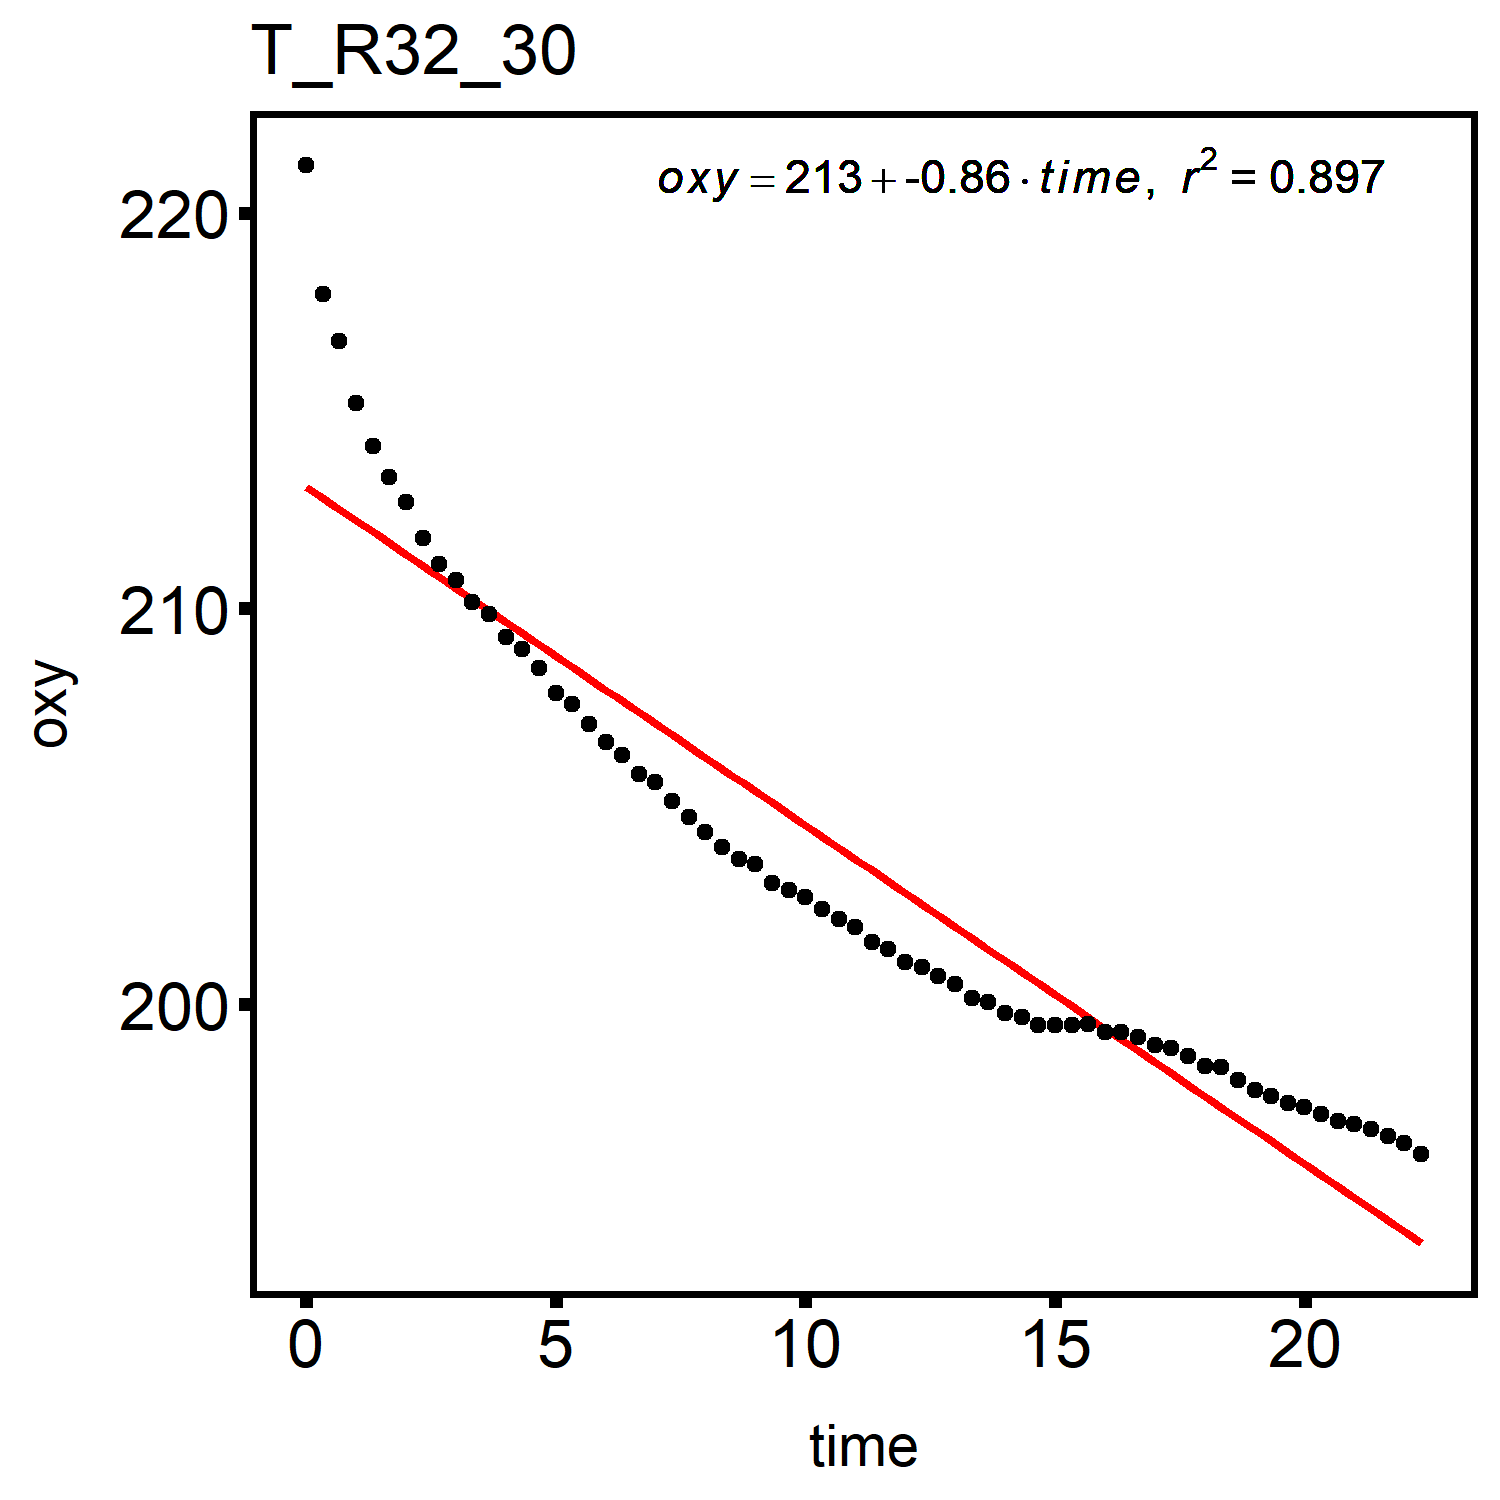 T_R32_30
oxy = 213 + -0.86 · time, r² = 0.897
220
210
200
oxy
0 5 10 15 20
time